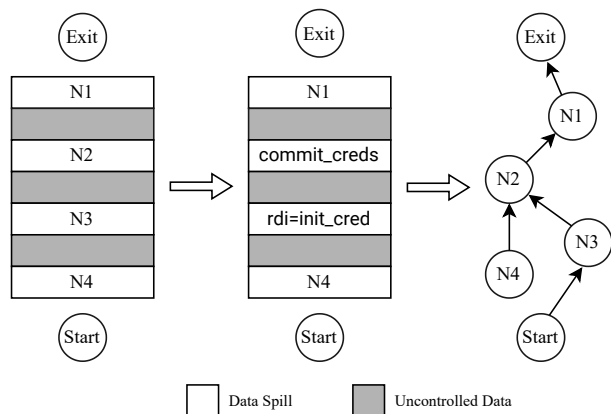 Exit
N1
N2
N3
N4
Start
Exit
N1
commit_creds
rdi=init_cred
N4
Start
Exit
N1
N2
N3
N4
Start
Data Spill
Uncontrolled Data